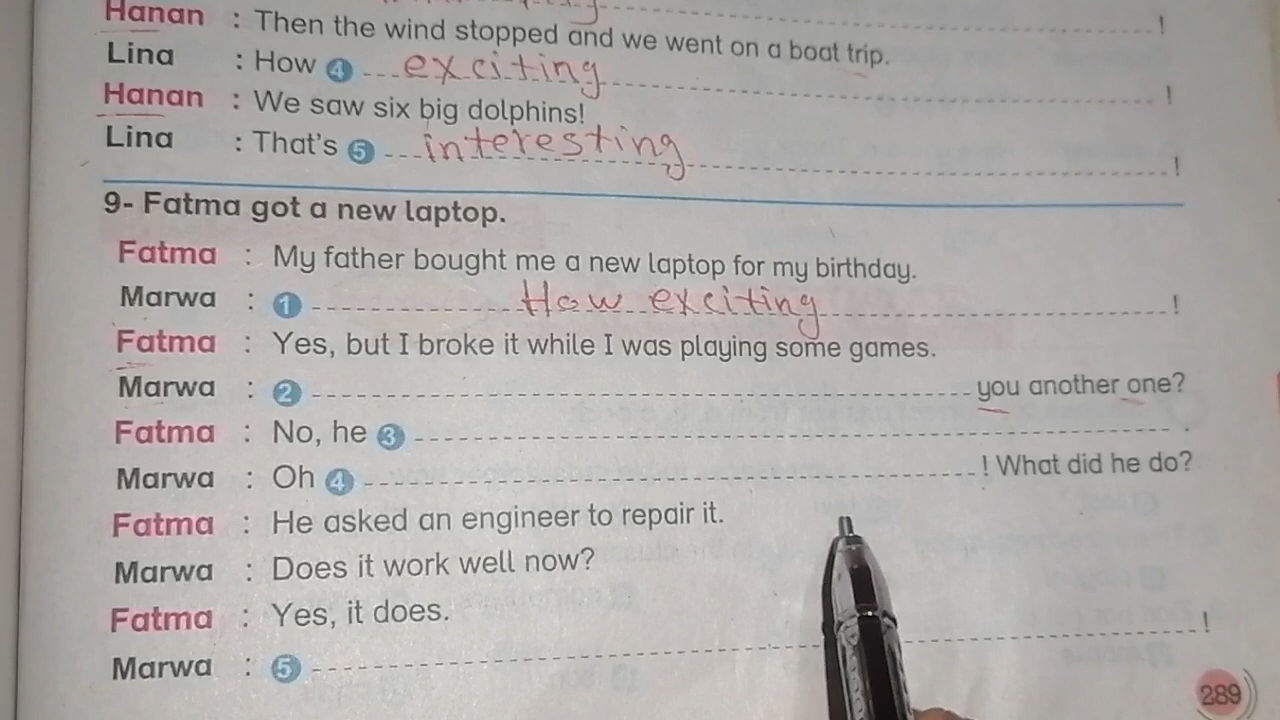 Hanan : Then the wind stopped and we went on a boat trip. !
Lina : How 4 exciting !
Hanan : We saw six big dolphins!
Lina : That's 5 interesting !
9- Fatma got a new laptop.
Fatma : My father bought me a new laptop for my birthday.
Marwa : 1 How exciting !
Fatma : Yes, but I broke it while I was playing some games.
Marwa : 2 you another one?
Fatma : No, he 3 .
Marwa : Oh 4 ! What did he do?
Fatma : He asked an engineer to repair it.
Marwa : Does it work well now?
Fatma : Yes, it does.
Marwa : 5 !
289